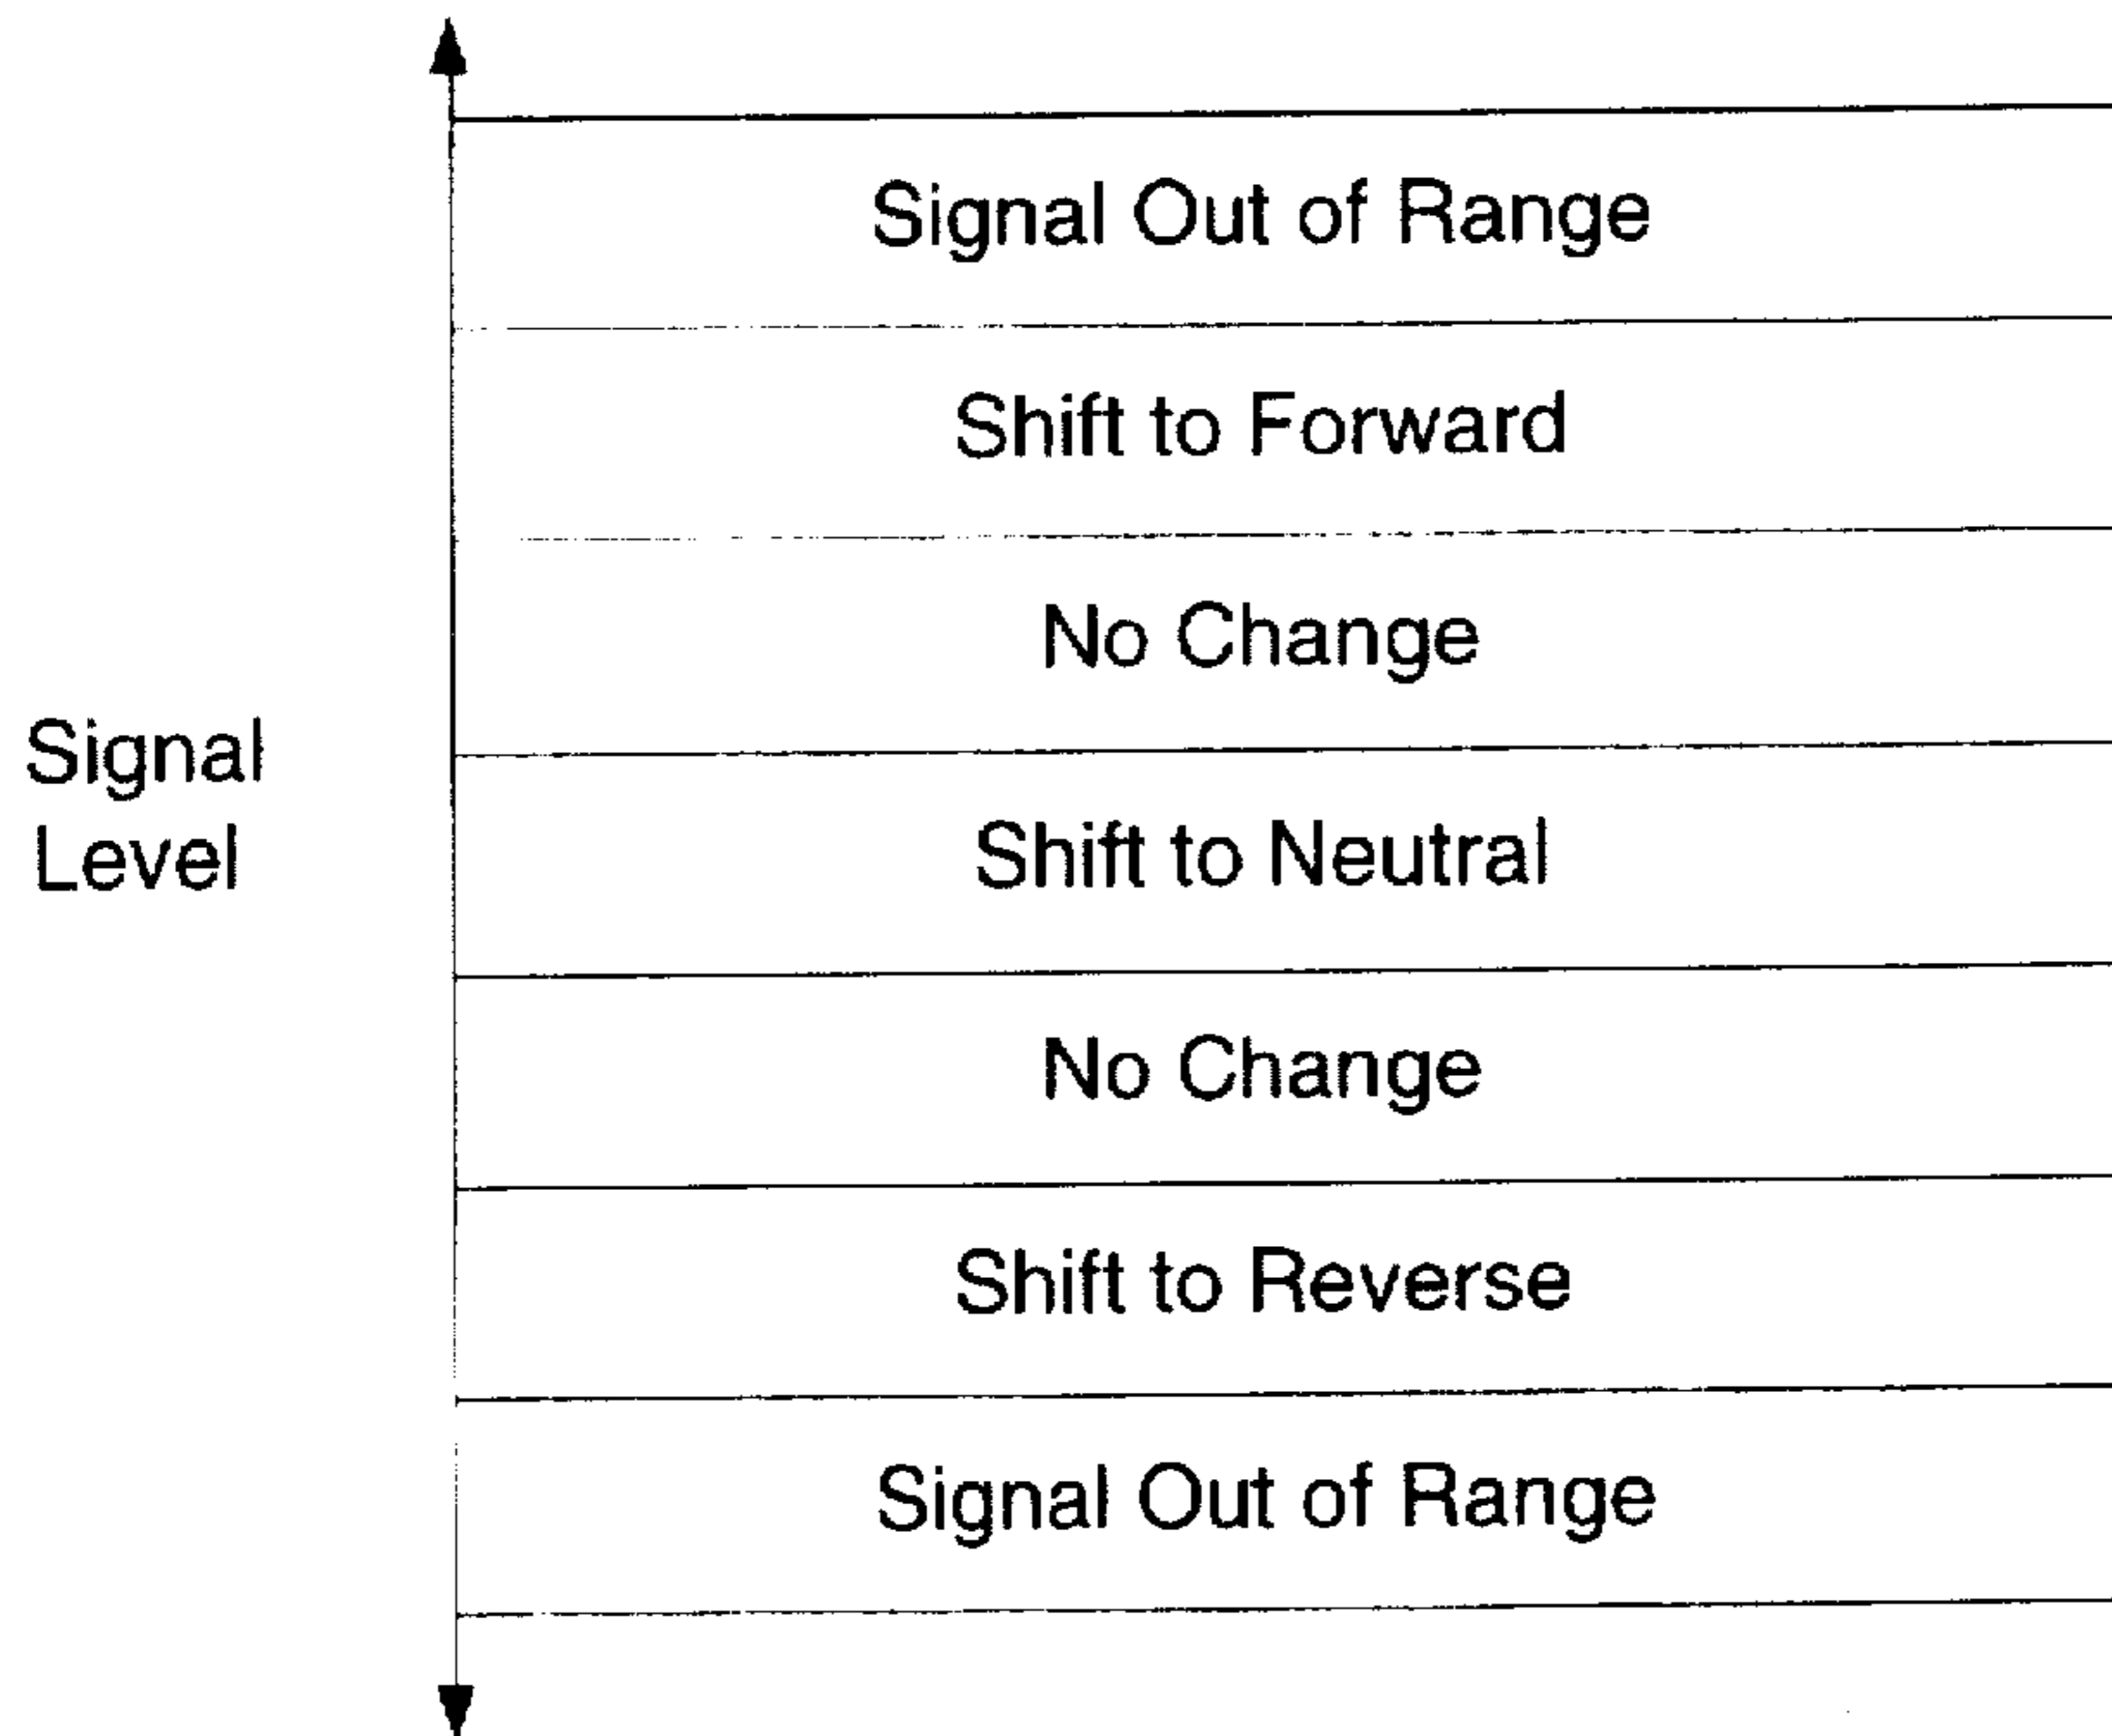 Signal Out of Range
Shift to Forward
No Change
Signal
Level
Shift to Neutral
No Change
Shift to Reverse
Signal Out of Range